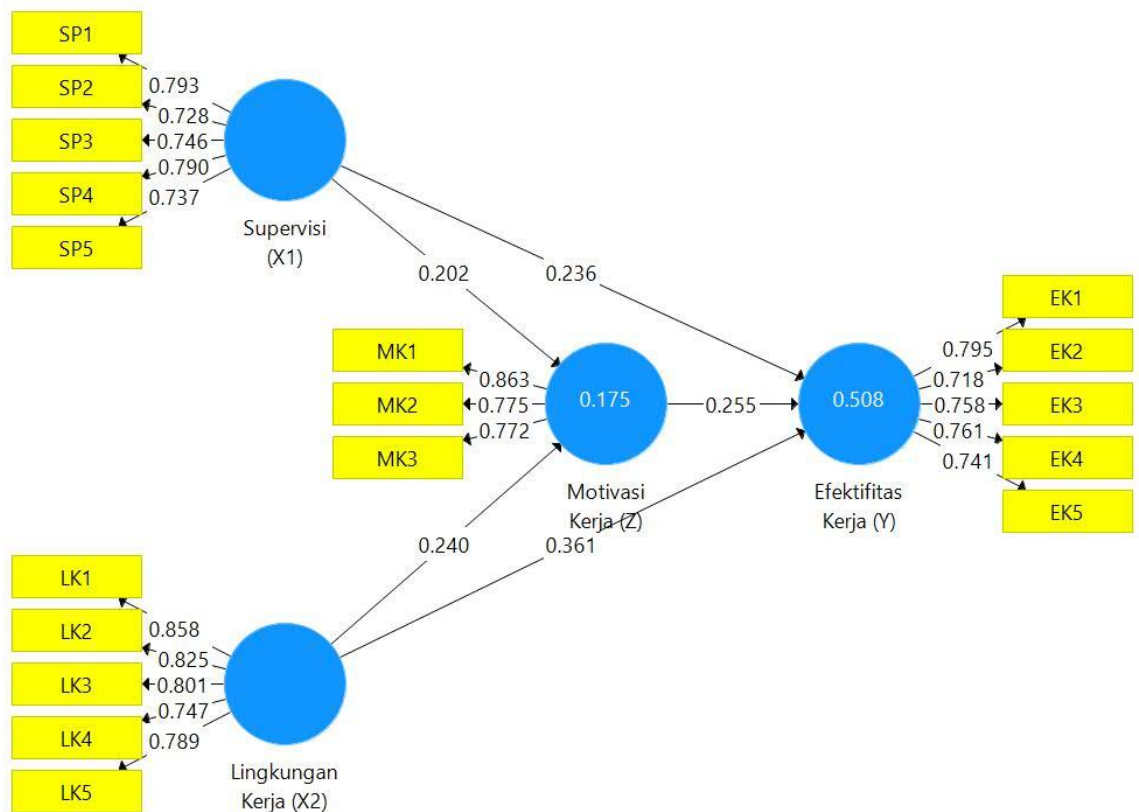 SP1
SP2
SP3
SP4
SP5
0.793
0.728
0.746
0.790
0.737
Supervisi
(X1)
0.202
0.236
MK1
MK2
MK3
0.863
0.775
0.772
0.175
Motivasi
Kerja (Z)
0.255
0.508
Efektifitas
Kerja (Y)
0.795
0.718
0.758
0.761
0.741
EK1
EK2
EK3
EK4
EK5
0.240
0.361
LK1
LK2
LK3
LK4
LK5
0.858
0.825
0.801
0.747
0.789
Lingkungan
Kerja (X2)